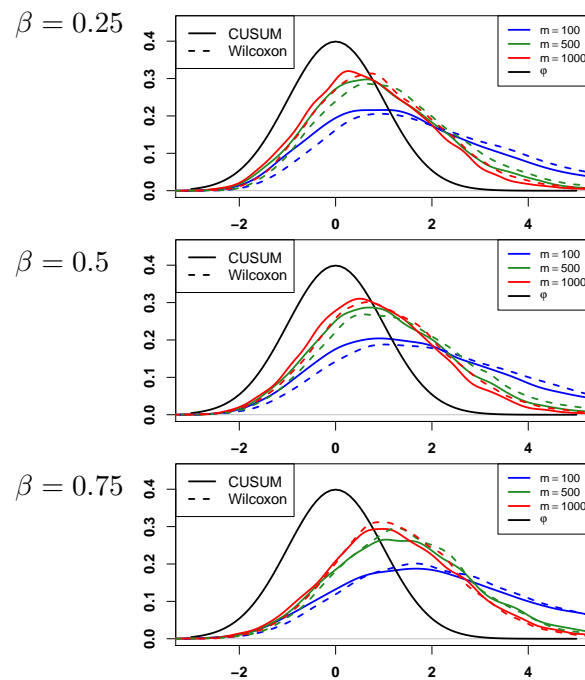 β = 0.25
0.4
0.3
0.2
0.1
0.0
CUSUM
Wilcoxon
m = 100
m = 500
m = 1000
φ
−2 0 2 4
β = 0.5
0.4
0.3
0.2
0.1
0.0
CUSUM
Wilcoxon
m = 100
m = 500
m = 1000
φ
−2 0 2 4
β = 0.75
0.4
0.3
0.2
0.1
0.0
CUSUM
Wilcoxon
m = 100
m = 500
m = 1000
φ
−2 0 2 4